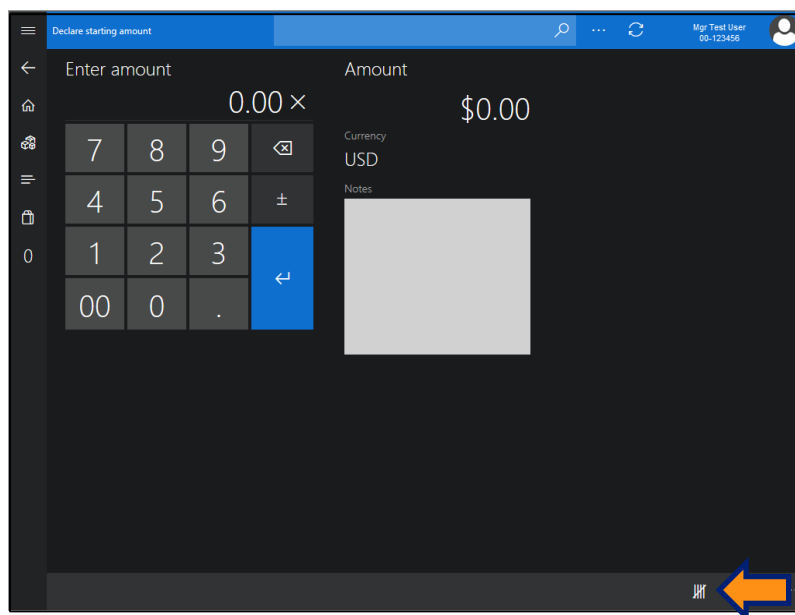 Declare starting amount
Mgr Test User
00-123456
Enter amount
0.00
7 8 9
4 5 6 ±
1 2 3
00 0 .
0
Amount
$0.00
Currency
USD
Notes